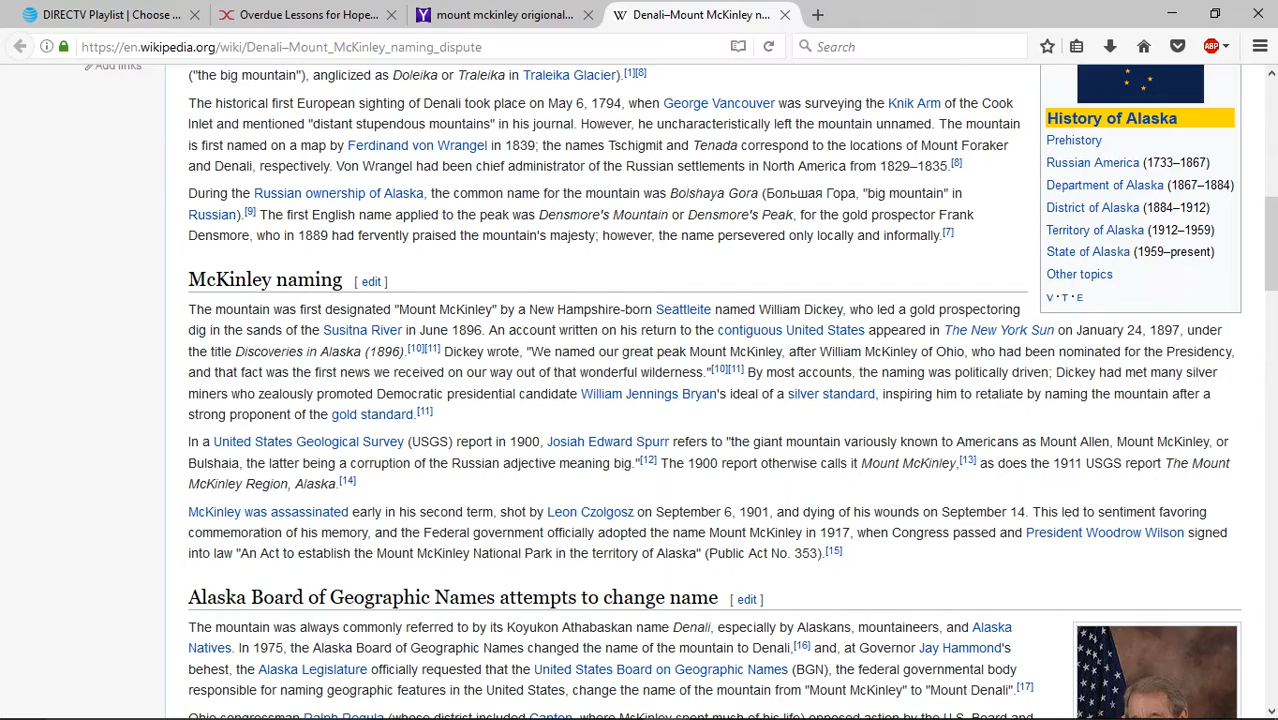 DIRECTV Playlist | Choose ...
Overdue Lessons for Hope...
mount mckinley origional...
Denali–Mount McKinley n...
https://en.wikipedia.org/wiki/Denali–Mount_McKinley_naming_dispute
Search
ABP
Add links
("the big mountain"), anglicized as Doleika or Traleika in Traleika Glacier).[1][8]
The historical first European sighting of Denali took place on May 6, 1794, when George Vancouver was surveying the Knik Arm of the Cook
Inlet and mentioned "distant stupendous mountains" in his journal. However, he uncharacteristically left the mountain unnamed. The mountain
is first named on a map by Ferdinand von Wrangel in 1839; the names Tschigmit and Tenada correspond to the locations of Mount Foraker
and Denali, respectively. Von Wrangel had been chief administrator of the Russian settlements in North America from 1829–1835.[8]
During the Russian ownership of Alaska, the common name for the mountain was Bolshaya Gora (Большая Гора, "big mountain" in
Russian).[9] The first English name applied to the peak was Densmore's Mountain or Densmore's Peak, for the gold prospector Frank
Densmore, who in 1889 had fervently praised the mountain's majesty; however, the name persevered only locally and informally.[7]
History of Alaska
Prehistory
Russian America (1733–1867)
Department of Alaska (1867–1884)
District of Alaska (1884–1912)
Territory of Alaska (1912–1959)
State of Alaska (1959–present)
Other topics
V · T · E
McKinley naming [ edit ]
The mountain was first designated "Mount McKinley" by a New Hampshire-born Seattleite named William Dickey, who led a gold prospectoring
dig in the sands of the Susitna River in June 1896. An account written on his return to the contiguous United States appeared in The New York Sun on January 24, 1897, under
the title Discoveries in Alaska (1896).[10][11] Dickey wrote, "We named our great peak Mount McKinley, after William McKinley of Ohio, who had been nominated for the Presidency,
and that fact was the first news we received on our way out of that wonderful wilderness."[10][11] By most accounts, the naming was politically driven; Dickey had met many silver
miners who zealously promoted Democratic presidential candidate William Jennings Bryan's ideal of a silver standard, inspiring him to retaliate by naming the mountain after a
strong proponent of the gold standard.[11]
In a United States Geological Survey (USGS) report in 1900, Josiah Edward Spurr refers to "the giant mountain variously known to Americans as Mount Allen, Mount McKinley, or
Bulshaia, the latter being a corruption of the Russian adjective meaning big."[12] The 1900 report otherwise calls it Mount McKinley,[13] as does the 1911 USGS report The Mount
McKinley Region, Alaska.[14]
McKinley was assassinated early in his second term, shot by Leon Czolgosz on September 6, 1901, and dying of his wounds on September 14. This led to sentiment favoring
commemoration of his memory, and the Federal government officially adopted the name Mount McKinley in 1917, when Congress passed and President Woodrow Wilson signed
into law "An Act to establish the Mount McKinley National Park in the territory of Alaska" (Public Act No. 353).[15]
Alaska Board of Geographic Names attempts to change name [ edit ]
The mountain was always commonly referred to by its Koyukon Athabaskan name Denali, especially by Alaskans, mountaineers, and Alaska
Natives. In 1975, the Alaska Board of Geographic Names changed the name of the mountain to Denali,[16] and, at Governor Jay Hammond's
behest, the Alaska Legislature officially requested that the United States Board on Geographic Names (BGN), the federal governmental body
responsible for naming geographic features in the United States, change the name of the mountain from "Mount McKinley" to "Mount Denali".[17]
Ohio congressman Ralph Regula (whose district included Canton, where McKinley spent much of his life) opposed action by the U.S. Board and